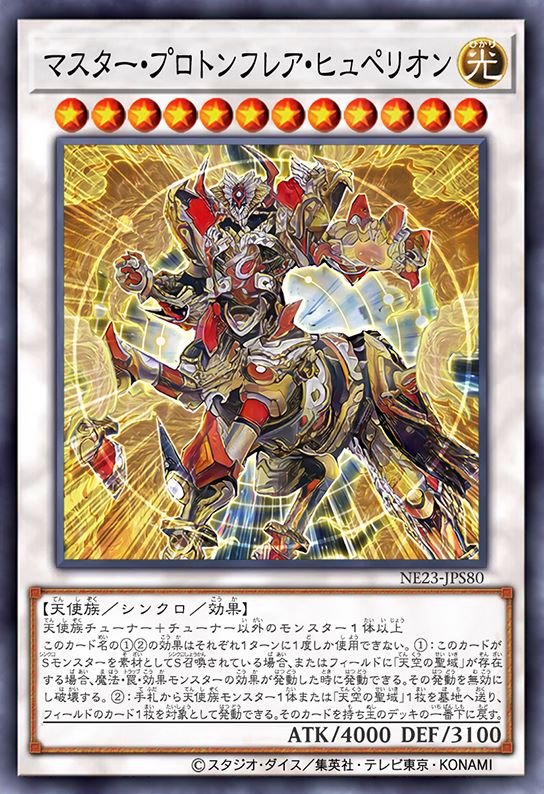 マスター・プロトンフレア・ヒュペリオン
光
NE23-JPS80
【天使族／シンクロ／効果】
天使族チューナー＋チューナー以外のモンスター１体以上
このカード名の①②の効果はそれぞれ１ターンに１度しか使用できない。①：このカードが
Ｓモンスターを素材としてＳ召喚されている場合、またはフィールドに「天空の聖域」が存在
する場合、魔法・罠・効果モンスターの効果が発動した時に発動できる。その発動を無効に
し破壊する。②：手札から天使族モンスター１体または「天空の聖域」１枚を墓地へ送り、
フィールドのカード１枚を対象として発動できる。そのカードを持ち主のデッキの一番下に戻す。
ATK/4000 DEF/3100
©スタジオ・ダイス／集英社・テレビ東京・KONAMI